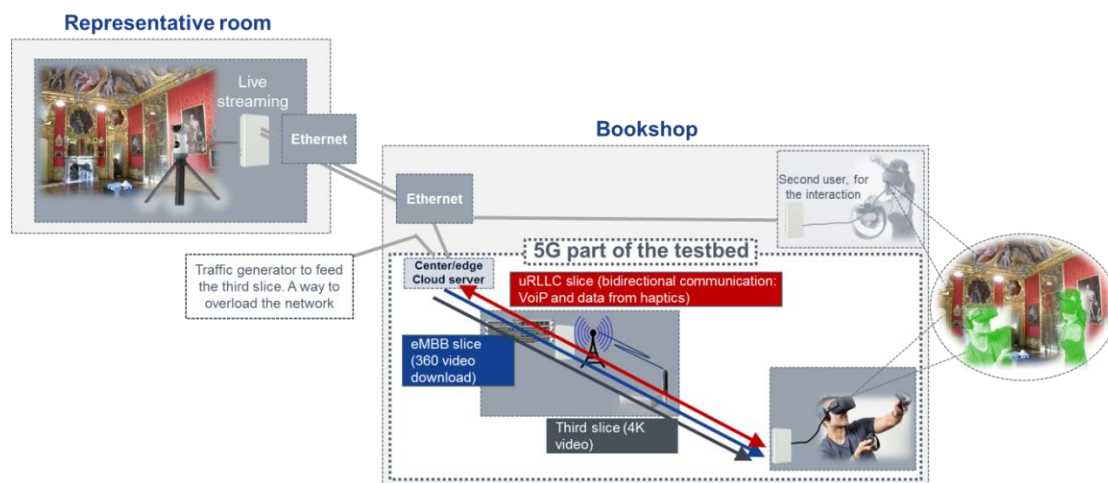 Representative room
Live
streaming
Ethernet
Bookshop
Ethernet
Second user, for
the interaction
5G part of the testbed
Traffic generator to feed
the third slice. A way to
overload the network
Center/edge
Cloud server
uRLLC slice (bidirectional communication:
VoiP and data from haptics)
eMBB slice
(360 video
download)
Third slice (4K
video)